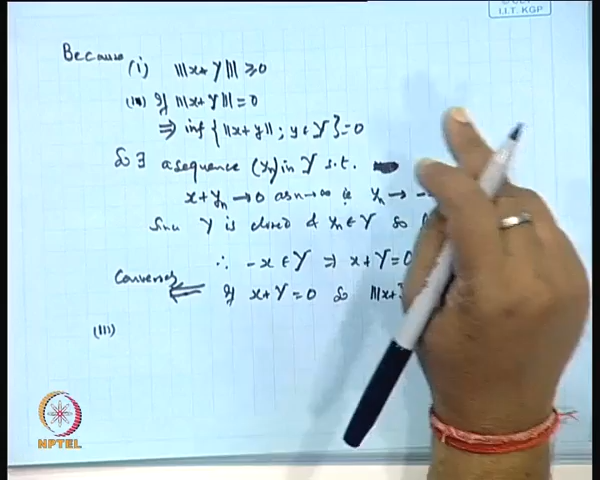 I.I.T. KGP
Because
(i) |||x+Y||| ≥ 0
(ii) If |||x+Y||| = 0
⇒ inf { ||x+y|| ; y ∈ Y } = 0
So ∃ a sequence (yn) in Y s.t.
x + yn → 0 as n→∞ ie yn → -
Since Y is closed & yn ∈ Y so
∴ -x ∈ Y ⇒ x+Y = 0
Conversely ⇐ If x+Y = 0 So |||x+
(III)
NPTEL